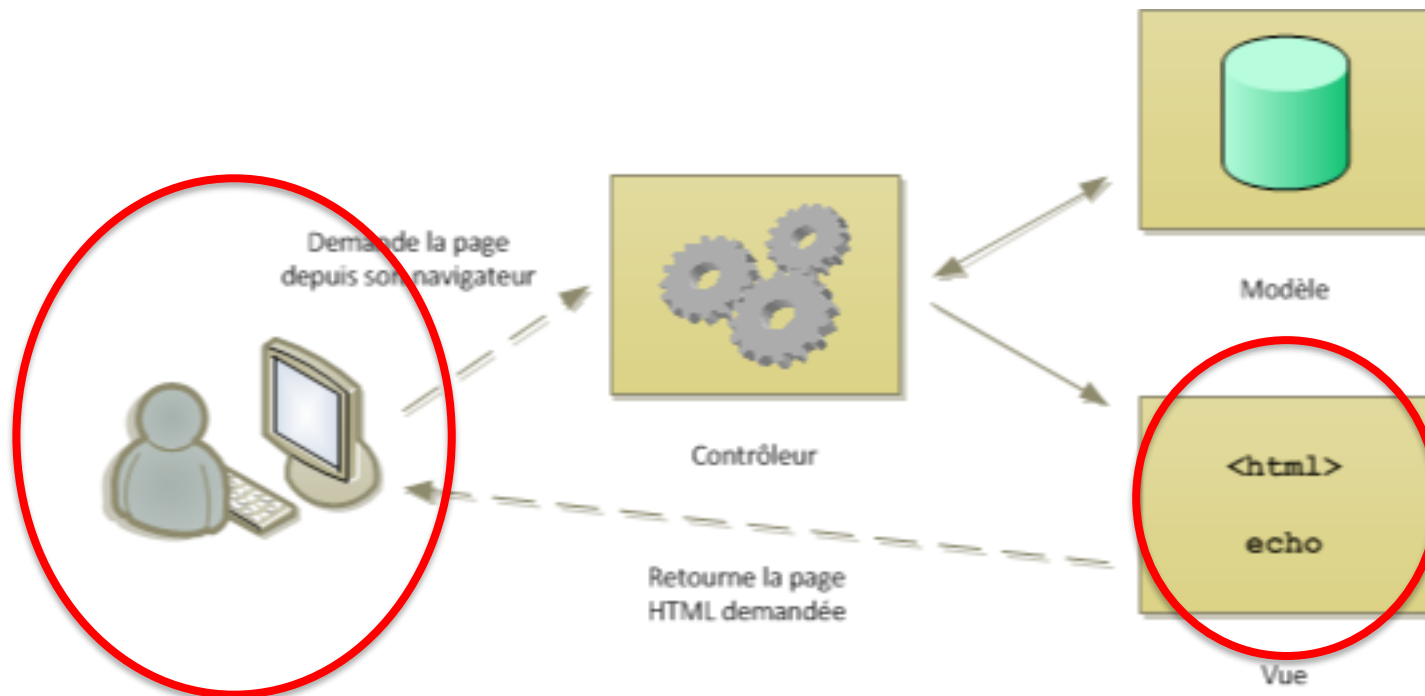 Demande la page
depuis son navigateur
Modèle
Contrôleur
<html>
echo
Retourne la page
HTML demandée
Vue